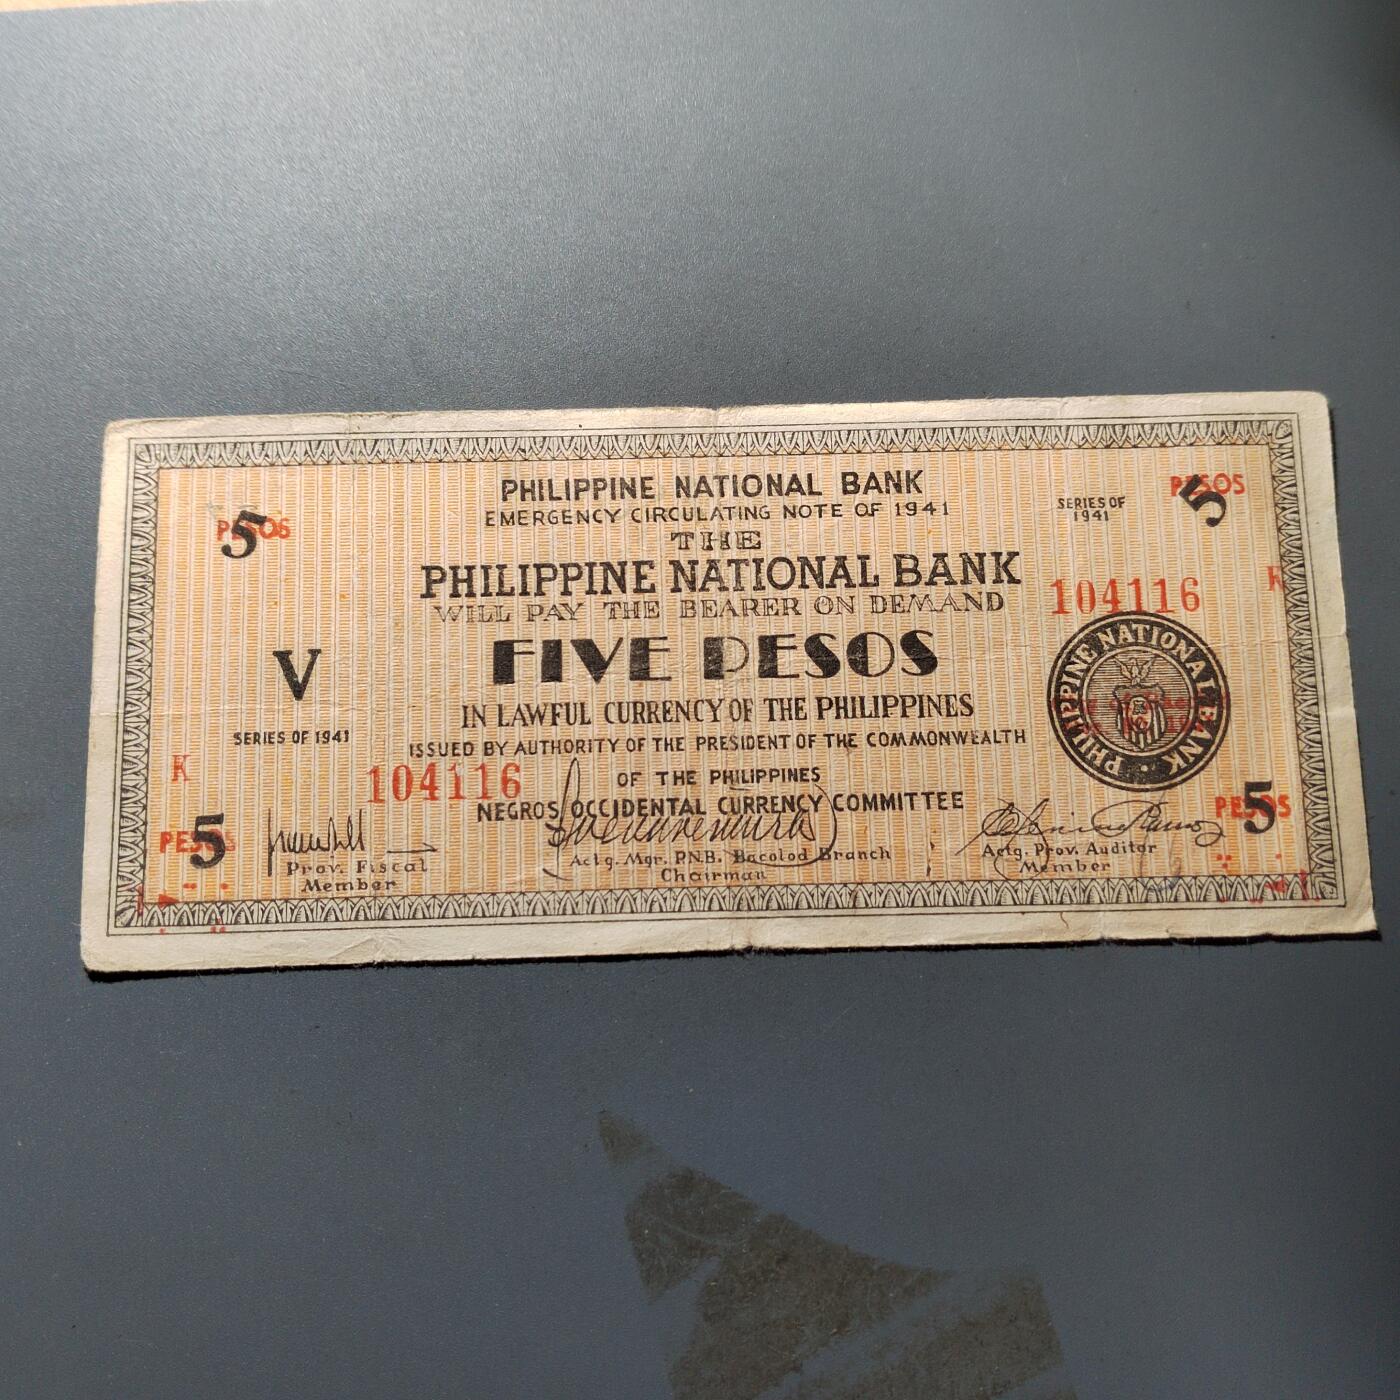 PHILIPPINE NATIONAL BANK
EMERGENCY CIRCULATING NOTE OF 1941
SERIES OF
1941
PESOS
5
PESOS
5
THE
PHILIPPINE NATIONAL BANK
WILL PAY THE BEARER ON DEMAND
K
104116
FIVE PESOS
V
IN LAWFUL CURRENCY OF THE PHILIPPINES
PHILIPPINE NATIONAL BANK
SERIES OF 1941
ISSUED BY AUTHORITY OF THE PRESIDENT OF THE COMMONWEALTH
OF THE PHILIPPINES
K
104116
NEGROS OCCIDENTAL CURRENCY COMMITTEE
PESOS
5
PESOS
5
Prov. Fiscal
Member
Actg. Mgr. P.N.B. Bacolod Branch
Chairman
Actg. Prov. Auditor
Member